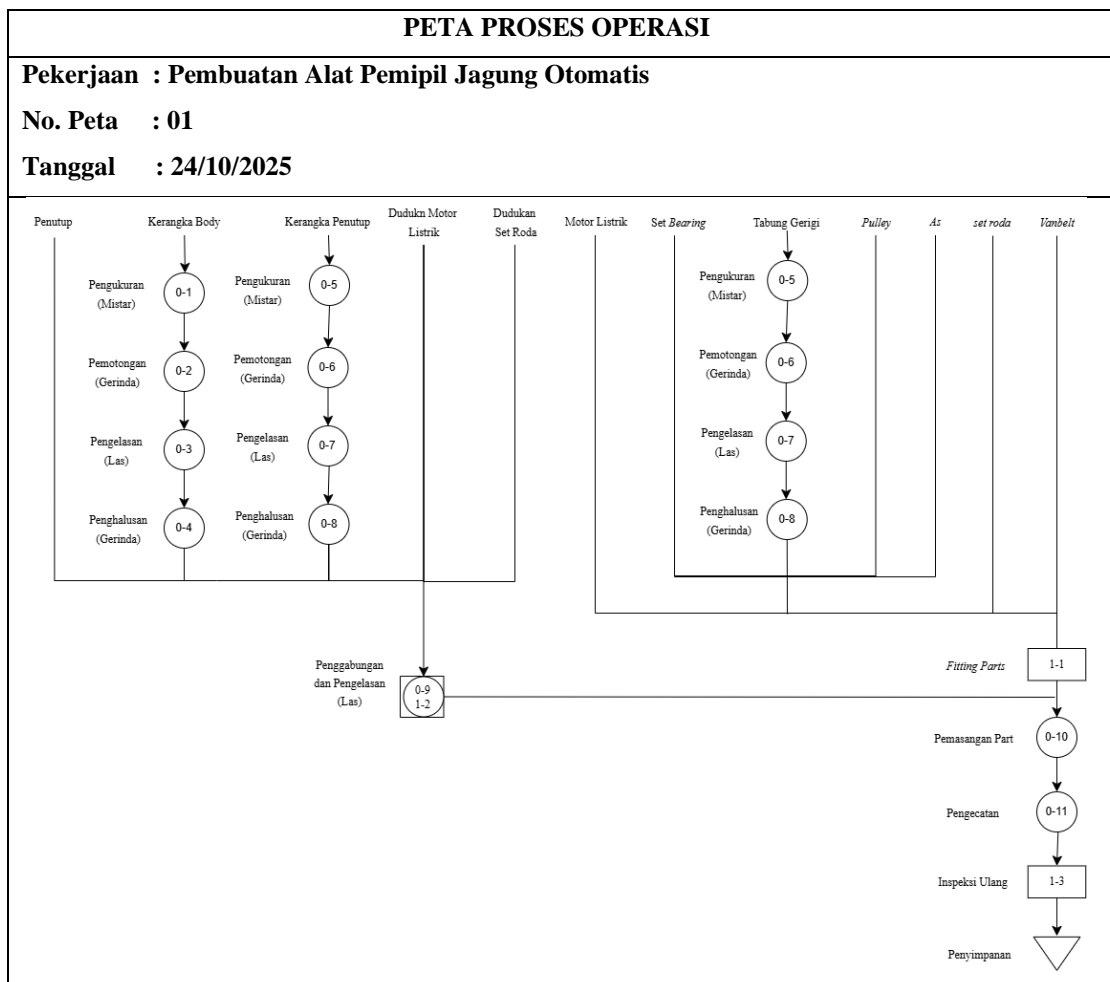 PETA PROSES OPERASI
Pekerjaan : Pembuatan Alat Pemipil Jagung Otomatis
No. Peta : 01
Tanggal : 24/10/2025
Penutup
Kerangka Body
Kerangka Penutup
Dudukn Motor
Listrik
Dudukan
Set Roda
Motor Listrik
Set Bearing
Tabung Gerigi
Pulley
As
set roda
Vanbelt
Pengukuran
(Mistar)
0-1
Pengukuran
(Mistar)
0-5
Pengukuran
(Mistar)
0-5
Pemotongan
(Gerinda)
0-2
Pemotongan
(Gerinda)
0-6
Pemotongan
(Gerinda)
0-6
Pengelasan
(Las)
0-3
Pengelasan
(Las)
0-7
Pengelasan
(Las)
0-7
Penghalusan
(Gerinda)
0-4
Penghalusan
(Gerinda)
0-8
Penghalusan
(Gerinda)
0-8
Penggabungan
dan Pengelasan
(Las)
0-9
1-2
Fitting Parts
1-1
Pemasangan Part
0-10
Pengecatan
0-11
Inspeksi Ulang
1-3
Penyimpanan